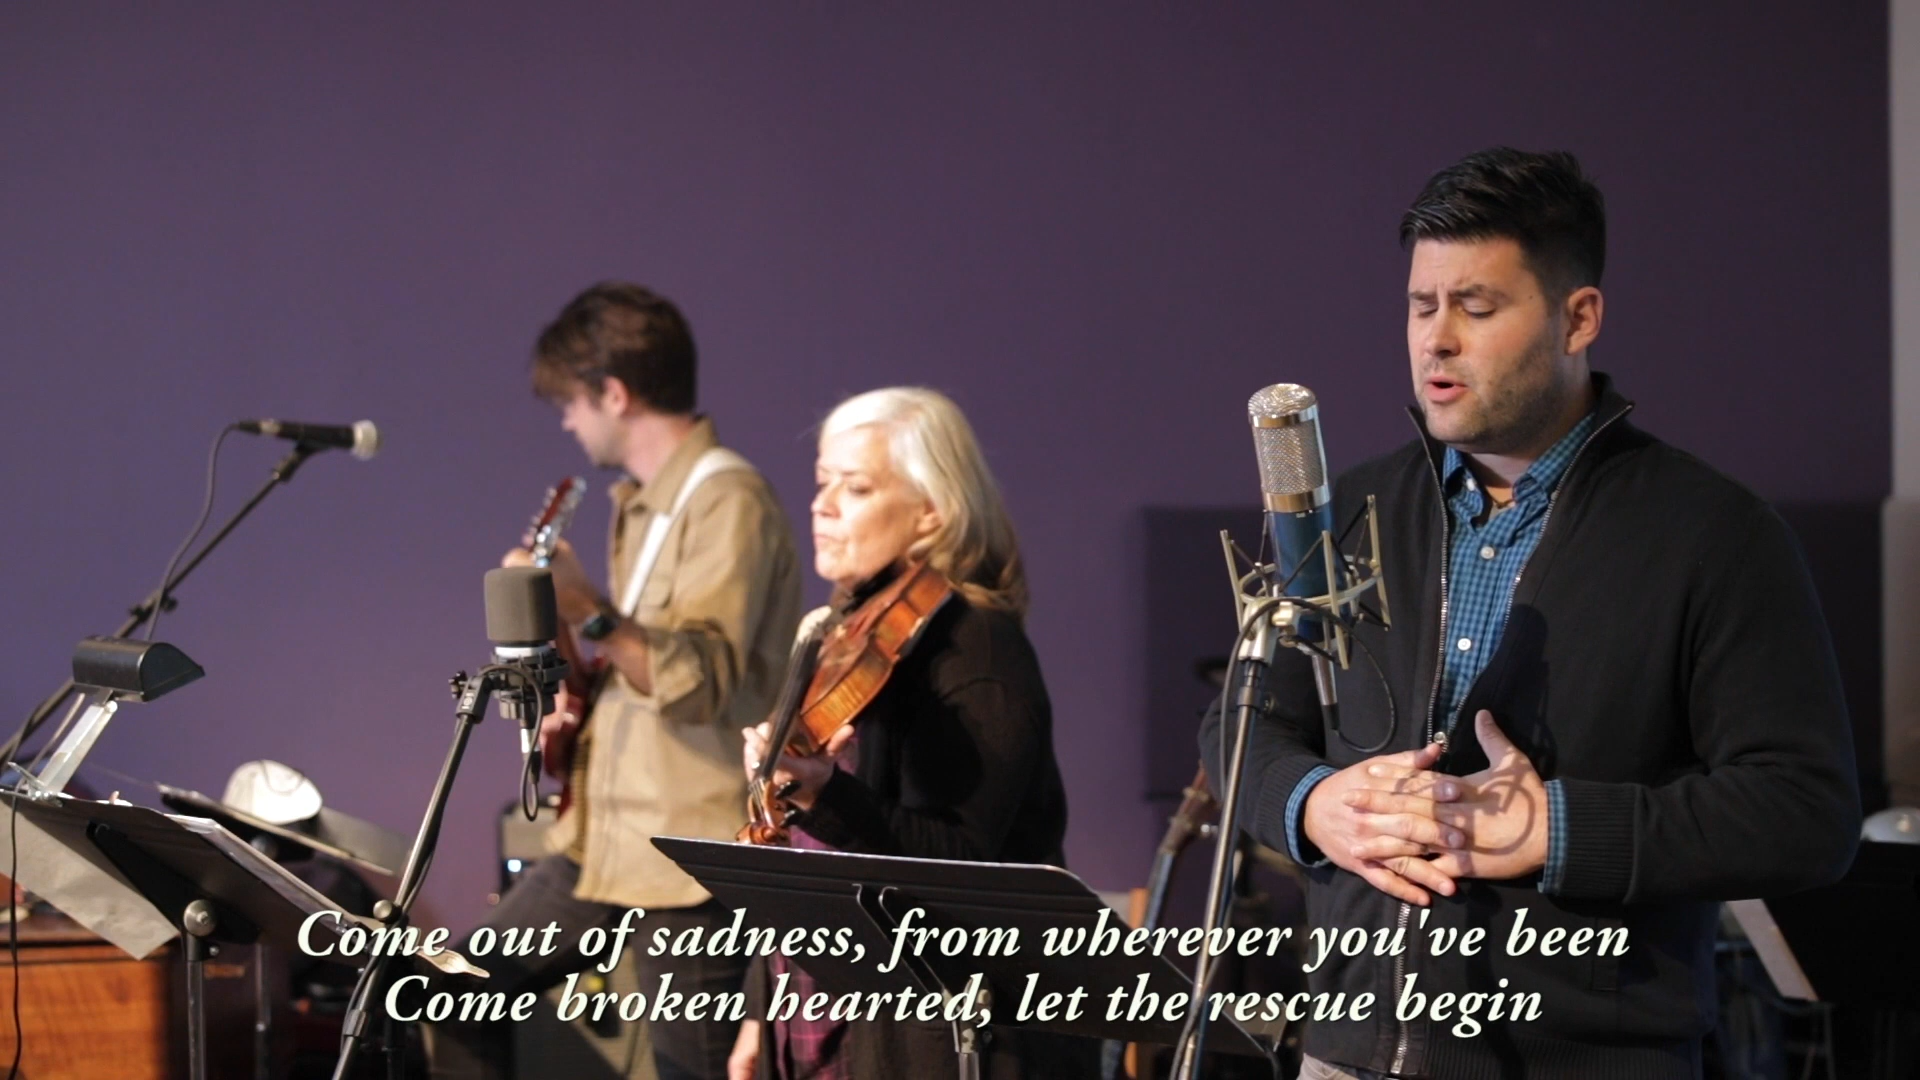 Come out of sadness, from wherever you've been
Come broken hearted, let the rescue begin